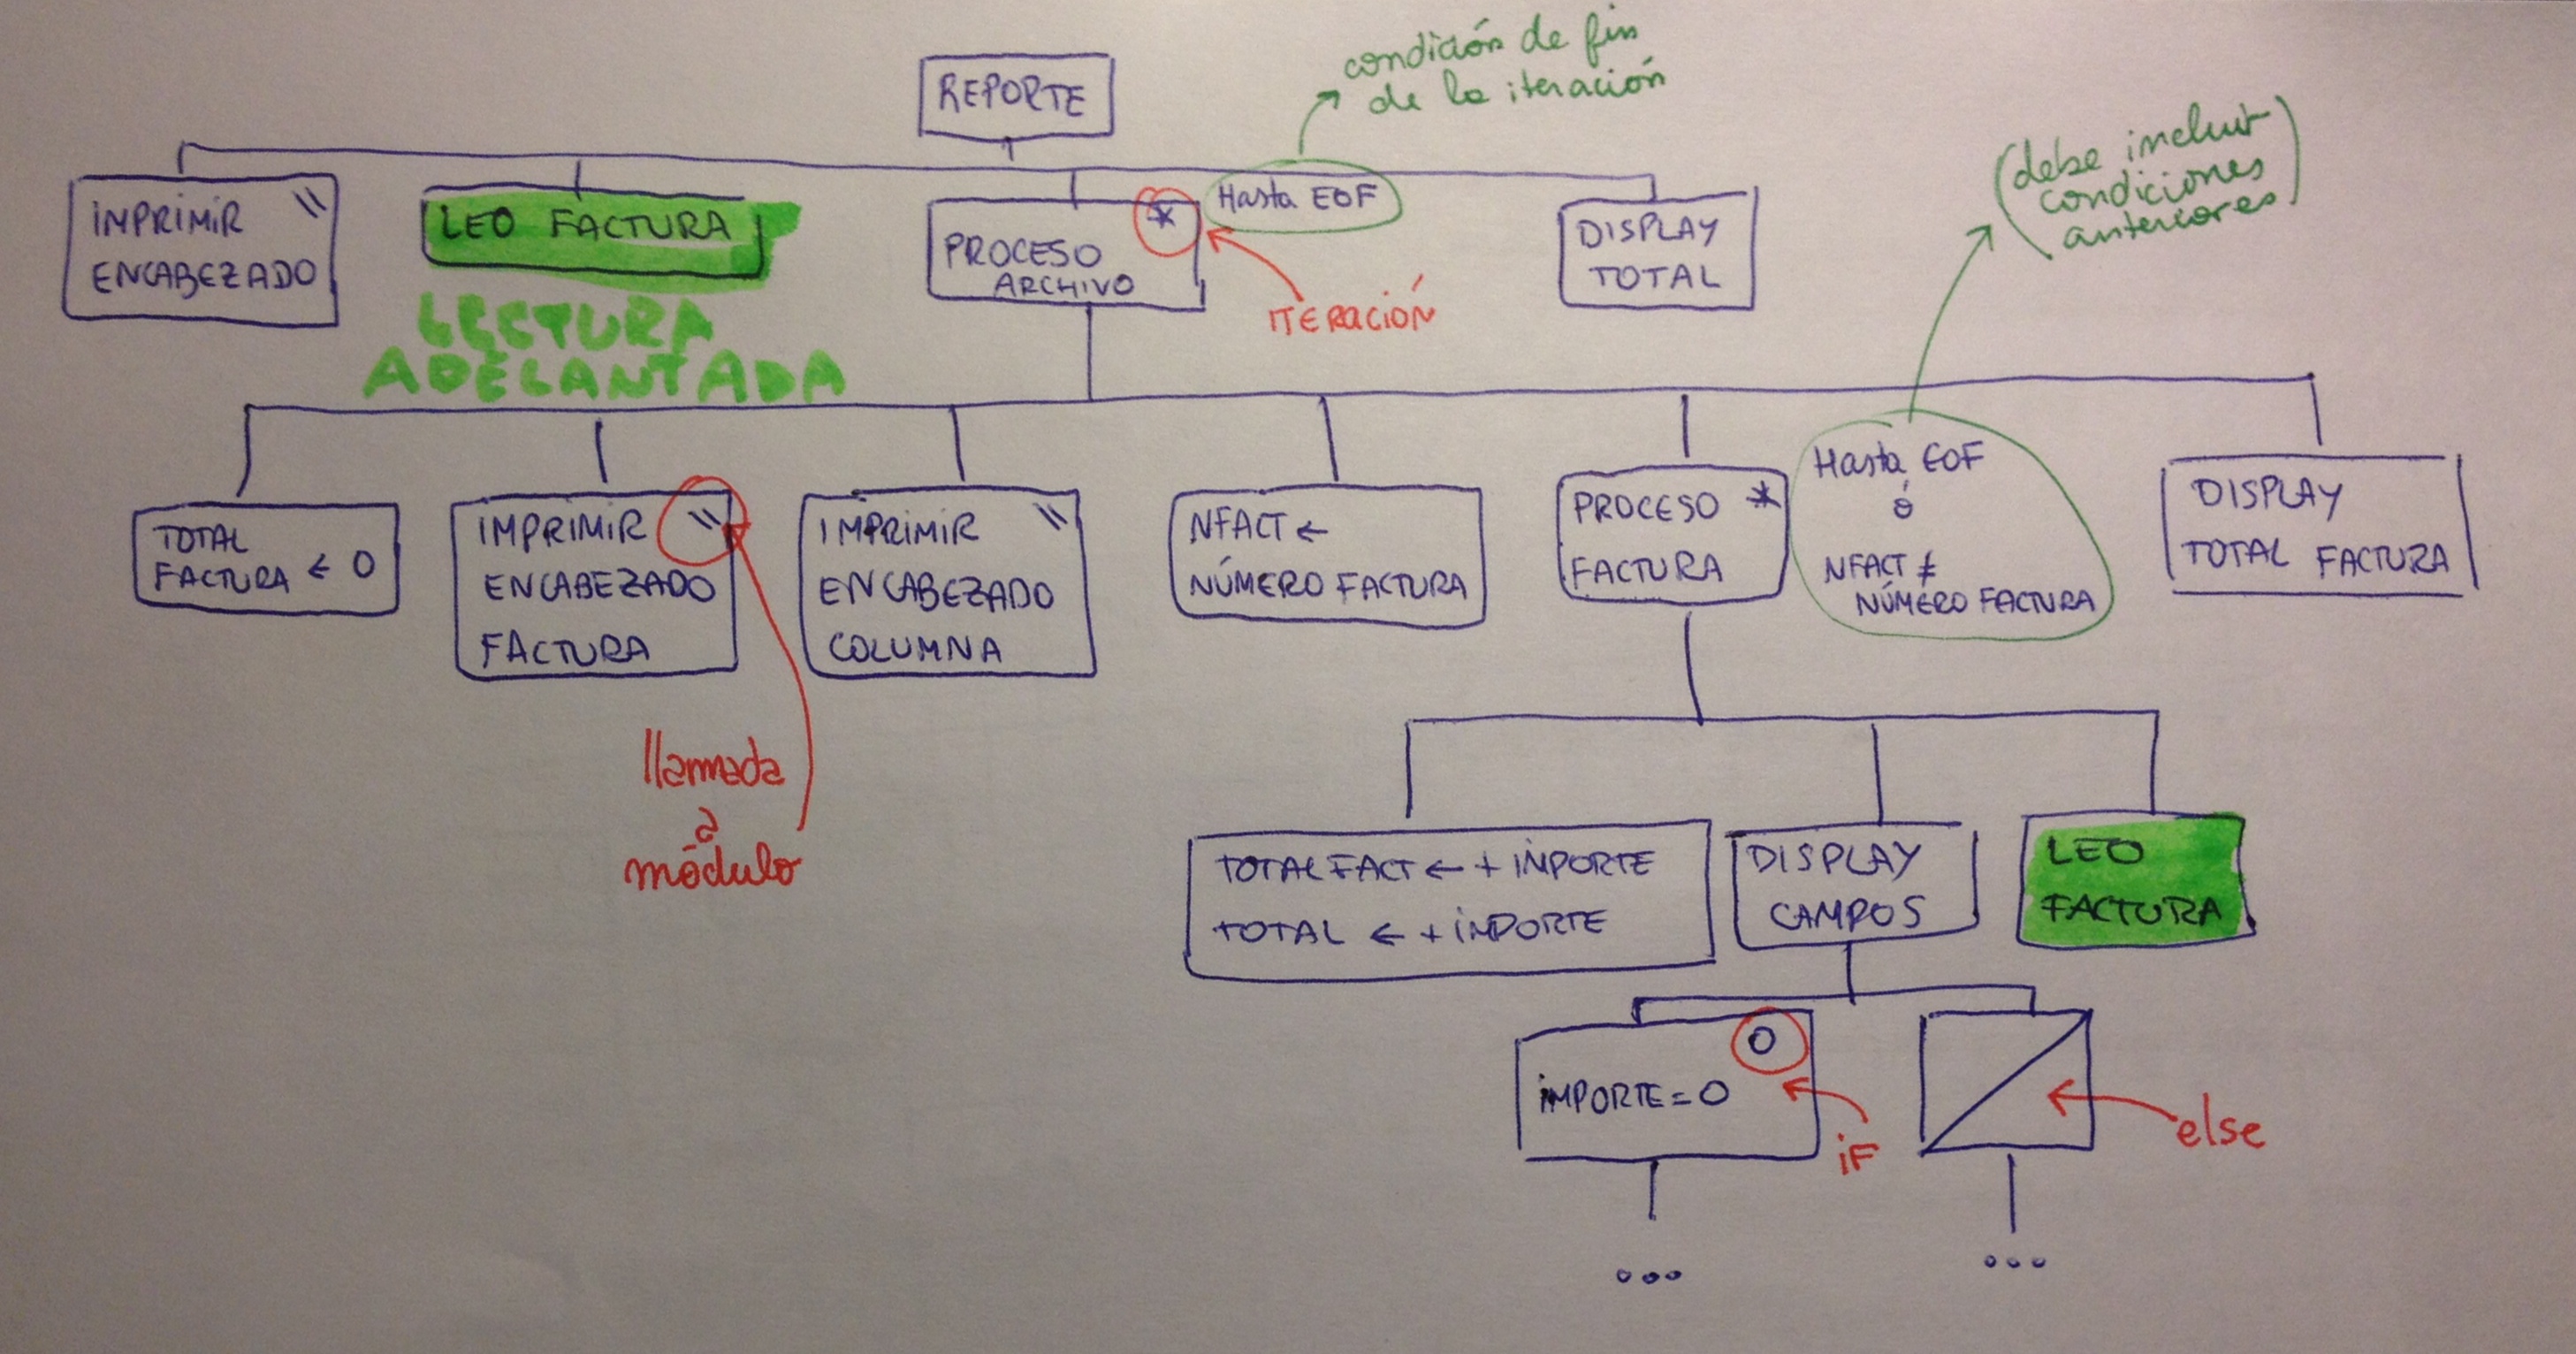 condición de fin
de la iteración
REPORTE
(debe incluir
condiciones
anteriores)
IMPRIMIR \\
ENCABEZADO
LEO FACTURA
PROCESO *
ARCHIVO
Hasta EOF
DISPLAY
TOTAL
ITERACIÓN
LECTURA
ADELANTADA
TOTAL
FACTURA ← 0
IMPRIMIR \\
ENCABEZADO
FACTURA
IMPRIMIR \\
ENCABEZADO
COLUMNA
NFACT ←
NÚMERO FACTURA
PROCESO *
FACTURA
Hasta EOF
ó
NFACT ≠
NÚMERO FACTURA
DISPLAY
TOTAL FACTURA
llamada
a
módulo
TOTALFACT ← + IMPORTE
TOTAL ← + IMPORTE
DISPLAY
CAMPOS
LEO
FACTURA
O
IMPORTE = 0
iF
else
...
...